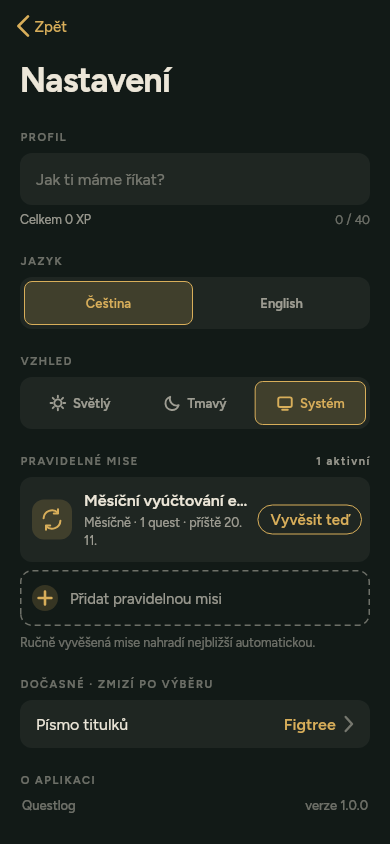 Zpět
Nastavení
PROFIL
Jak ti máme říkat?
Celkem 0 XP 0 / 40
JAZYK
Čeština English
VZHLED
Světlý Tmavý Systém
PRAVIDELNÉ MISE 1 aktivní
Měsíční vyúčtování e...
Měsíčně · 1 quest · příště 20.
11.
Vyvěsit teď
Přidat pravidelnou misi
Ručně vyvěšená mise nahradí nejbližší automatickou.
DOČASNÉ · ZMIZÍ PO VÝBĚRU
Písmo titulků Figtree
O APLIKACI
Questlog verze 1.0.0